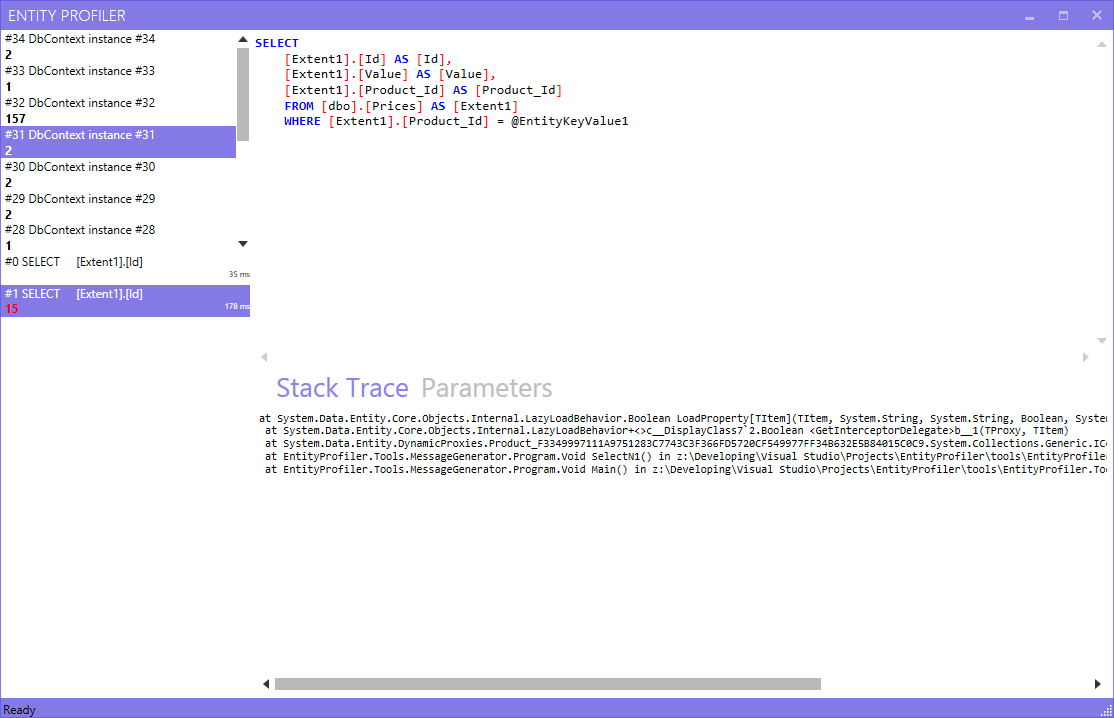 ENTITY PROFILER
#34 DbContext instance #34
2
#33 DbContext instance #33
1
#32 DbContext instance #32
157
#31 DbContext instance #31
2
#30 DbContext instance #30
2
#29 DbContext instance #29
2
#28 DbContext instance #28
1
#0 SELECT [Extent1].[Id]
35 ms
#1 SELECT [Extent1].[Id]
15
178 ms
SELECT
[Extent1].[Id] AS [Id],
[Extent1].[Value] AS [Value],
[Extent1].[Product_Id] AS [Product_Id]
FROM [dbo].[Prices] AS [Extent1]
WHERE [Extent1].[Product_Id] = @EntityKeyValue1
Stack Trace Parameters
at System.Data.Entity.Core.Objects.Internal.LazyLoadBehavior.Boolean LoadProperty[TItem](TItem, System.String, System.String, Boolean, System
at System.Data.Entity.Core.Objects.Internal.LazyLoadBehavior+<>c__DisplayClass7`2.Boolean <GetInterceptorDelegate>b__1(TProxy, TItem)
at System.Data.Entity.DynamicProxies.Product_F3349997111A9751283C7743C3F366FD5720CF549977FF34B632E5B84015C0C9.System.Collections.Generic.ICo
at EntityProfiler.Tools.MessageGenerator.Program.Void SelectN1() in z:\Developing\Visual Studio\Projects\EntityProfiler\tools\EntityProfiler
at EntityProfiler.Tools.MessageGenerator.Program.Void Main() in z:\Developing\Visual Studio\Projects\EntityProfiler\tools\EntityProfiler.To
Ready